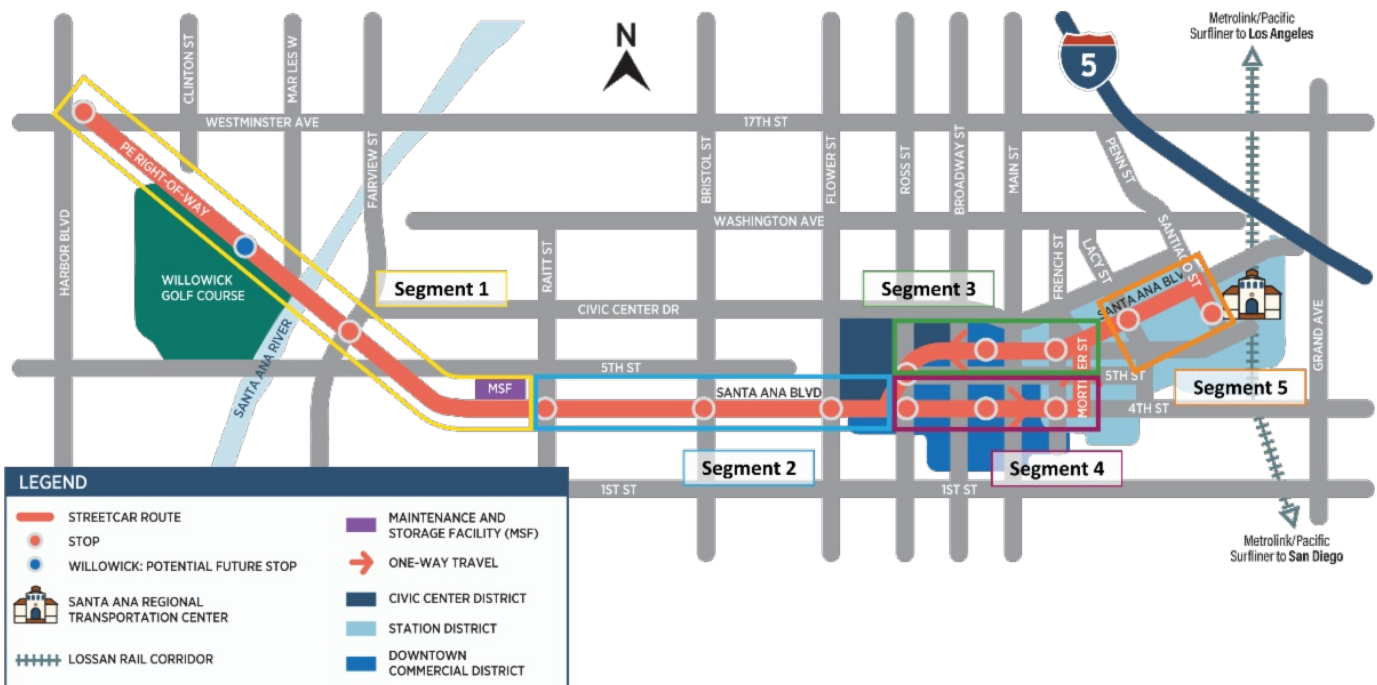 Metrolink/Pacific
Surfliner to Los Angeles
N
5
CLINTON ST
MAR LES W
FAIRVIEW ST
WESTMINSTER AVE
17TH ST
PE RIGHT-OF-WAY
HARBOR BLVD
BRISTOL ST
FLOWER ST
ROSS ST
BROADWAY ST
MAIN ST
PENN ST
WASHINGTON AVE
SANTIAGO ST
LACY ST
FRENCH ST
RAITT ST
WILLOWICK
GOLF COURSE
Segment 1
Segment 3
SANTA ANA BLV
CIVIC CENTER DR
GRAND AVE
SANTA ANA RIVER
5TH ST
MORTIMER ST
5TH ST
Segment 5
MSF
SANTA ANA BLVD
4TH ST
Segment 2
Segment 4
1ST ST
1ST ST
Metrolink/Pacific
Surfliner to San Diego
LEGEND
STREETCAR ROUTE
STOP
WILLOWICK: POTENTIAL FUTURE STOP
SANTA ANA REGIONAL
TRANSPORTATION CENTER
LOSSAN RAIL CORRIDOR
MAINTENANCE AND
STORAGE FACILITY (MSF)
ONE-WAY TRAVEL
CIVIC CENTER DISTRICT
STATION DISTRICT
DOWNTOWN
COMMERCIAL DISTRICT